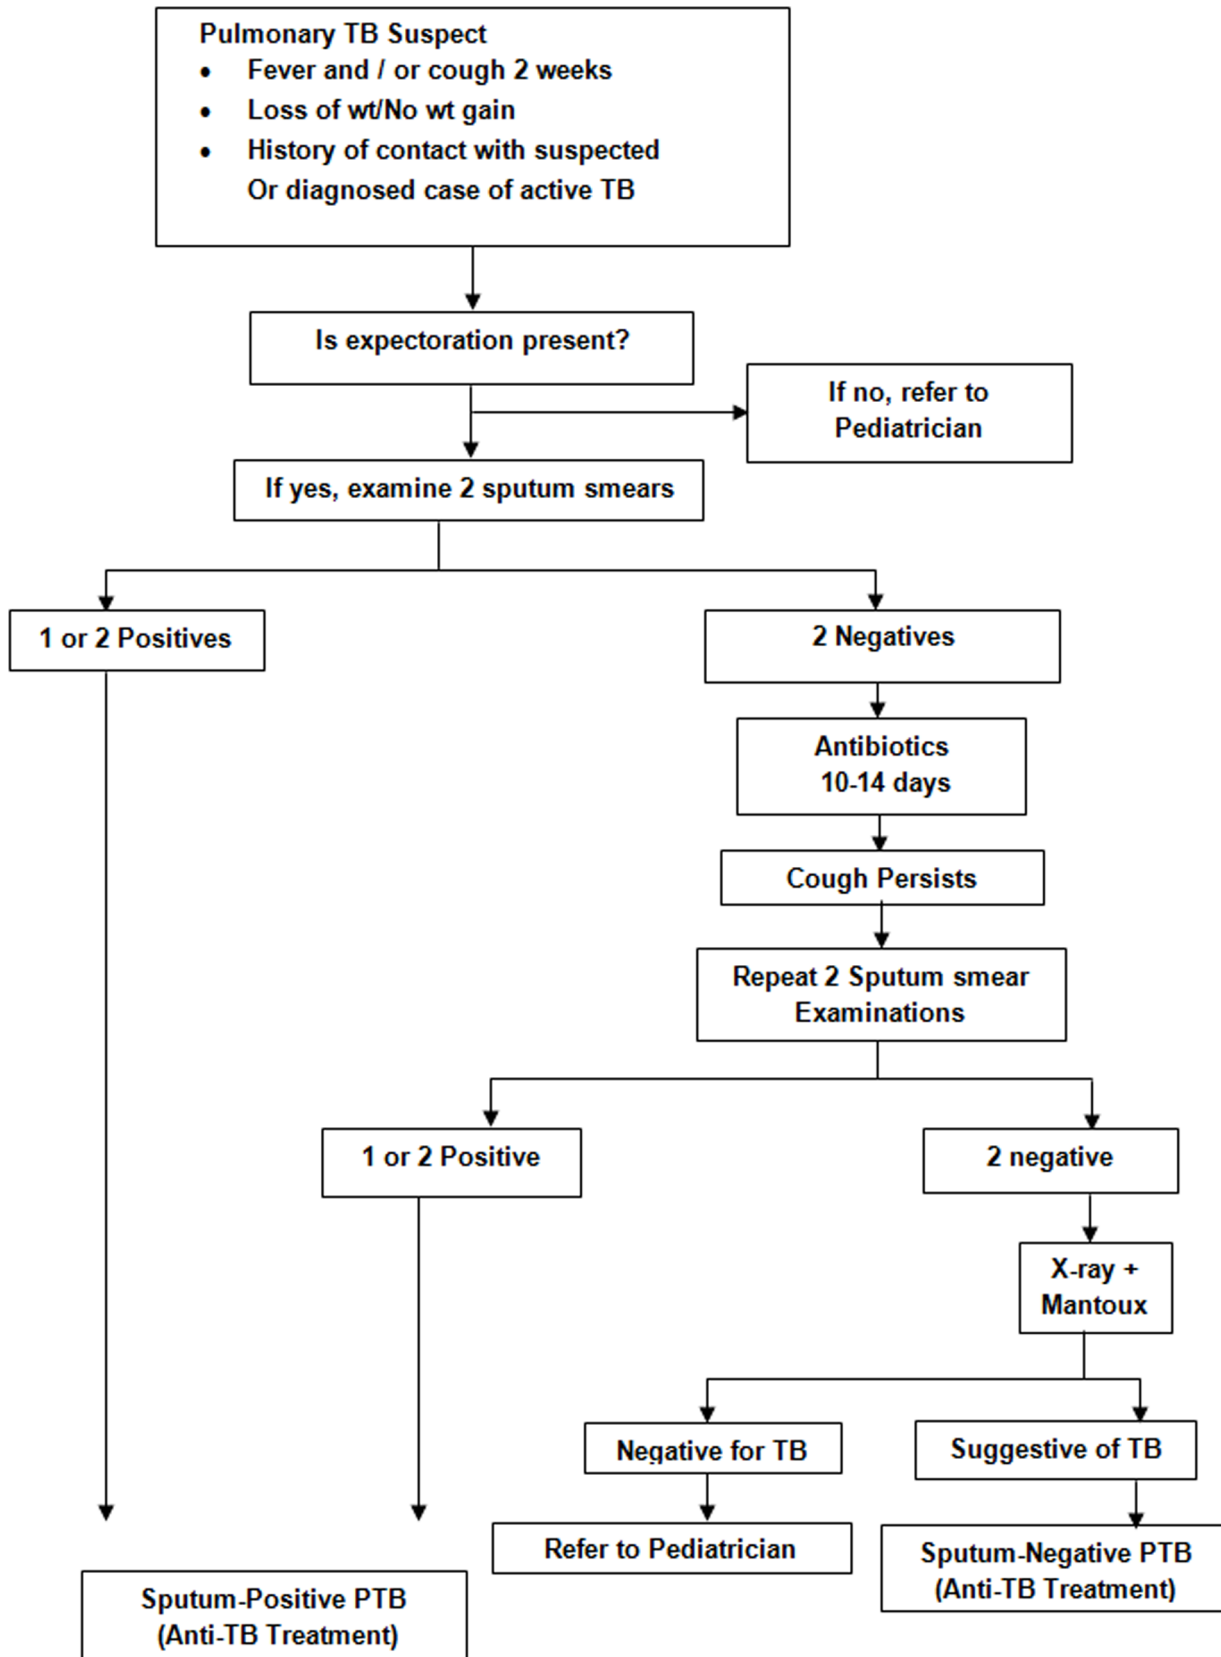 Pulmonary TB Suspect
• Fever and / or cough 2 weeks
• Loss of wt/No wt gain
• History of contact with suspected
Or diagnosed case of active TB
Is expectoration present?
If no, refer to
Pediatrician
If yes, examine 2 sputum smears
1 or 2 Positives
2 Negatives
Antibiotics
10-14 days
Cough Persists
Repeat 2 Sputum smear
Examinations
1 or 2 Positive
2 negative
X-ray +
Mantoux
Negative for TB
Suggestive of TB
Refer to Pediatrician
Sputum-Negative PTB
(Anti-TB Treatment)
Sputum-Positive PTB
(Anti-TB Treatment)